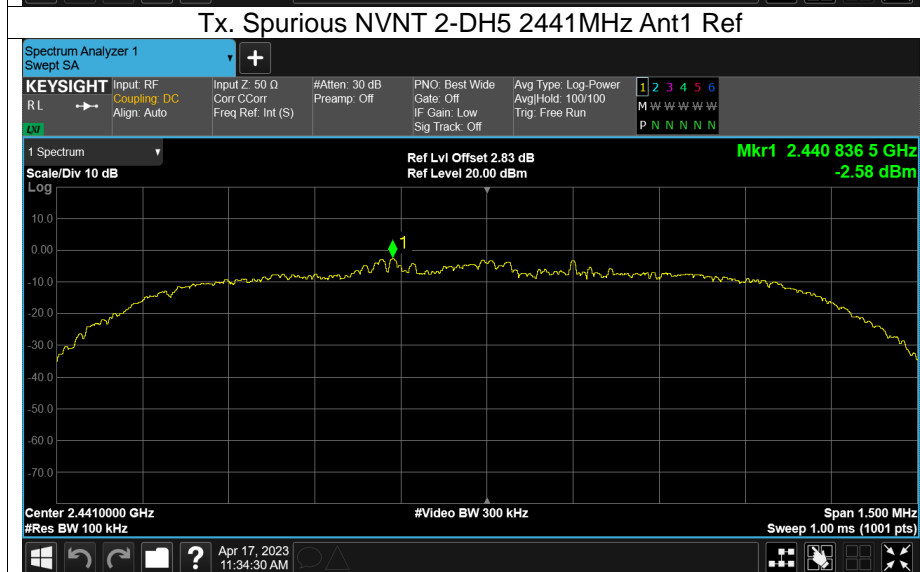 Tx. Spurious NVNT 2-DH5 2441MHz Ant1 Ref
Spectrum Analyzer 1
Swept SA
+
KEYSIGHT
R L
LXI
Input: RF
Coupling: DC
Align: Auto
Input Z: 50 Ω
Corr CCorr
Freq Ref: Int (S)
#Atten: 30 dB
Preamp: Off
PNO: Best Wide
Gate: Off
IF Gain: Low
Sig Track: Off
Avg Type: Log-Power
Avg|Hold: 100/100
Trig: Free Run
1 2 3 4 5 6
M W W W W W
P N N N N N
1 Spectrum
Scale/Div 10 dB
Ref Lvl Offset 2.83 dB
Ref Level 20.00 dBm
Mkr1 2.440 836 5 GHz
-2.58 dBm
Log
10.0
0.00
-10.0
-20.0
-30.0
-40.0
-50.0
-60.0
-70.0
1
Center 2.4410000 GHz
#Res BW 100 kHz
#Video BW 300 kHz
Span 1.500 MHz
Sweep 1.00 ms (1001 pts)
?
Apr 17, 2023
11:34:30 AM